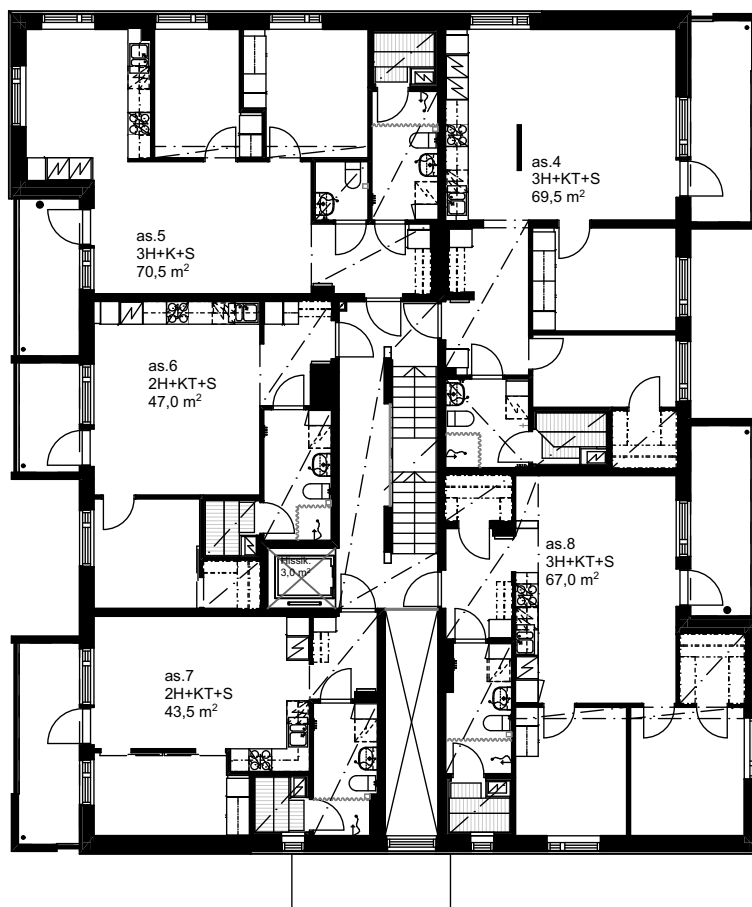 as.4
3H+KT+S
69,5 m²
as.5
3H+K+S
70,5 m²
as.6
2H+KT+S
47,0 m²
as.8
3H+KT+S
67,0 m²
Hissik.
3,0 m²
as.7
2H+KT+S
43,5 m²